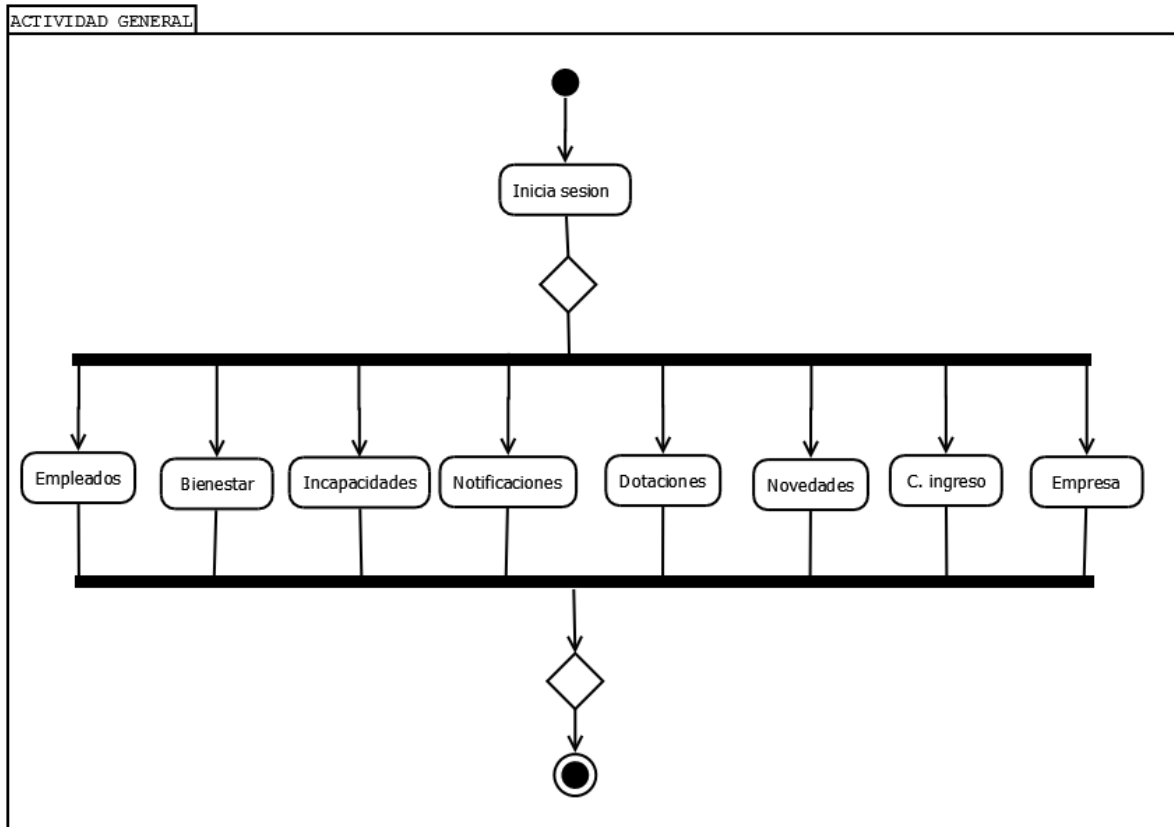 ACTIVIDAD GENERAL
Inicia sesion
Empleados
Bienestar
Incapacidades
Notificaciones
Dotaciones
Novedades
C. ingreso
Empresa